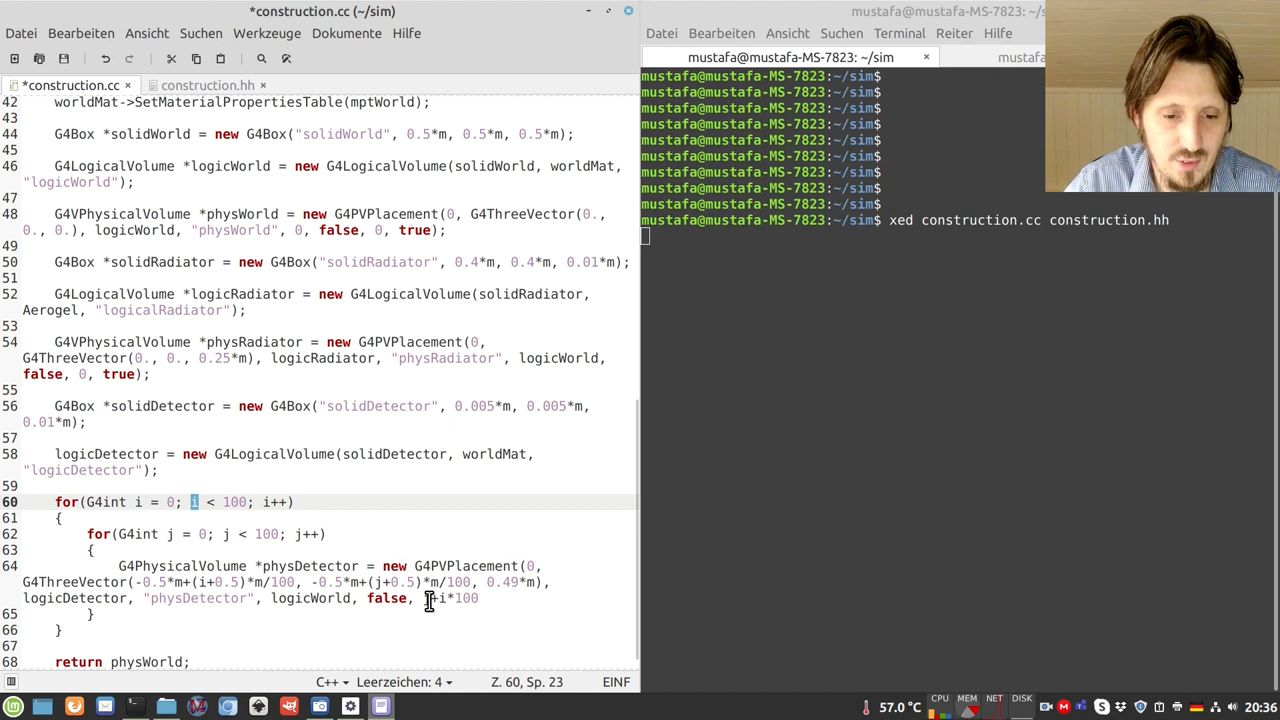 *construction.cc (~/sim)
Datei Bearbeiten Ansicht Suchen Werkzeuge Dokumente Hilfe
*construction.cc × construction.hh ×
42 worldMat->SetMaterialPropertiesTable(mptWorld);
43
44 G4Box *solidWorld = new G4Box("solidWorld", 0.5*m, 0.5*m, 0.5*m);
45
46 G4LogicalVolume *logicWorld = new G4LogicalVolume(solidWorld, worldMat,
"logicWorld");
47
48 G4VPhysicalVolume *physWorld = new G4PVPlacement(0, G4ThreeVector(0.,
0., 0.), logicWorld, "physWorld", 0, false, 0, true);
49
50 G4Box *solidRadiator = new G4Box("solidRadiator", 0.4*m, 0.4*m, 0.01*m);
51
52 G4LogicalVolume *logicRadiator = new G4LogicalVolume(solidRadiator,
Aerogel, "logicalRadiator");
53
54 G4VPhysicalVolume *physRadiator = new G4PVPlacement(0,
G4ThreeVector(0., 0., 0.25*m), logicRadiator, "physRadiator", logicWorld,
false, 0, true);
55
56 G4Box *solidDetector = new G4Box("solidDetector", 0.005*m, 0.005*m,
0.01*m);
57
58 logicDetector = new G4LogicalVolume(solidDetector, worldMat,
"logicDetector");
59
60 for(G4int i = 0; i < 100; i++)
61 {
62 for(G4int j = 0; j < 100; j++)
63 {
64 G4PhysicalVolume *physDetector = new G4PVPlacement(0,
G4ThreeVector(-0.5*m+(i+0.5)*m/100, -0.5*m+(j+0.5)*m/100, 0.49*m),
logicDetector, "physDetector", logicWorld, false, j+i*100
65 }
66 }
67
68 return physWorld;
C++ Leerzeichen: 4 Z. 60, Sp. 23 EINF
mustafa@mustafa-MS-7823: ~/sim
Datei Bearbeiten Ansicht Suchen Terminal Reiter Hilfe
mustafa@mustafa-MS-7823: ~/sim ×
mustafa@mustafa-MS-7823:~/sim$
mustafa@mustafa-MS-7823:~/sim$
mustafa@mustafa-MS-7823:~/sim$
mustafa@mustafa-MS-7823:~/sim$
mustafa@mustafa-MS-7823:~/sim$
mustafa@mustafa-MS-7823:~/sim$
mustafa@mustafa-MS-7823:~/sim$
mustafa@mustafa-MS-7823:~/sim$
mustafa@mustafa-MS-7823:~/sim$
mustafa@mustafa-MS-7823:~/sim$ xed construction.cc construction.hh
CPU MEM NET DISK 57.0°C 20:36